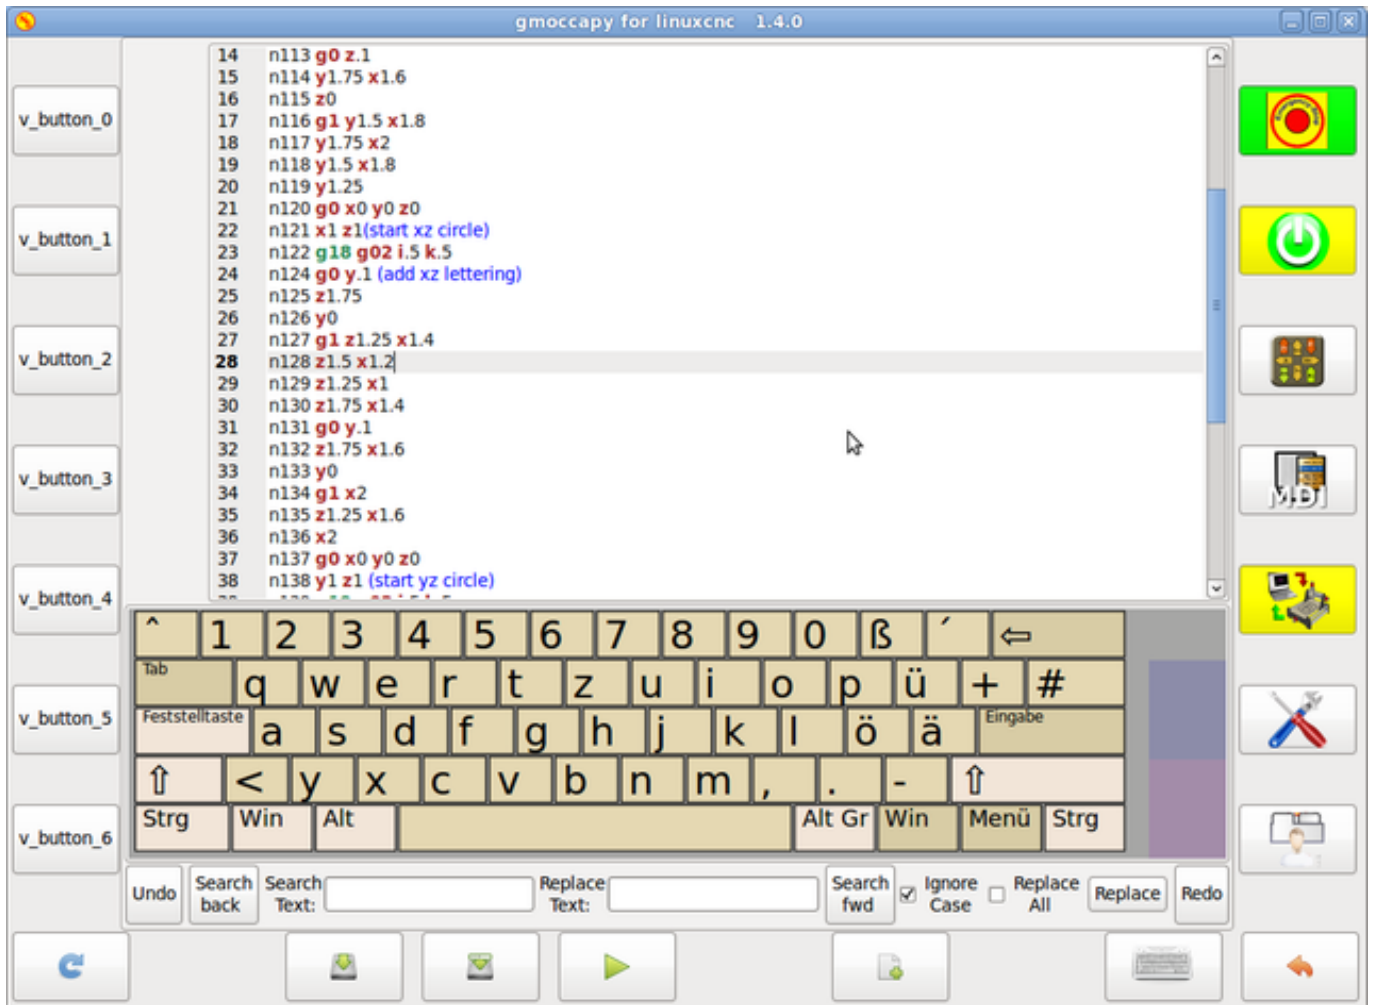 gmoccapy for linuxcnc 1.4.0
v_button_0
v_button_1
v_button_2
v_button_3
v_button_4
v_button_5
v_button_6
14 n113 g0 z.1
15 n114 y1.75 x1.6
16 n115 z0
17 n116 g1 y1.5 x1.8
18 n117 y1.75 x2
19 n118 y1.5 x1.8
20 n119 y1.25
21 n120 g0 x0 y0 z0
22 n121 x1 z1(start xz circle)
23 n122 g18 g02 i.5 k.5
24 n124 g0 y.1 (add xz lettering)
25 n125 z1.75
26 n126 y0
27 n127 g1 z1.25 x1.4
28 n128 z1.5 x1.2
29 n129 z1.25 x1
30 n130 z1.75 x1.4
31 n131 g0 y.1
32 n132 z1.75 x1.6
33 n133 y0
34 n134 g1 x2
35 n135 z1.25 x1.6
36 n136 x2
37 n137 g0 x0 y0 z0
38 n138 y1 z1 (start yz circle)
MDI
^ 1 2 3 4 5 6 7 8 9 0 ß ´ ⇦
Tab q w e r t z u i o p ü + #
Feststelltaste a s d f g h j k l ö ä Eingabe
⇧ < y x c v b n m , . - ⇧
Strg Win Alt Alt Gr Win Menü Strg
Undo
Search back
Search Text:
Replace Text:
Search fwd
Ignore Case
Replace All
Replace
Redo